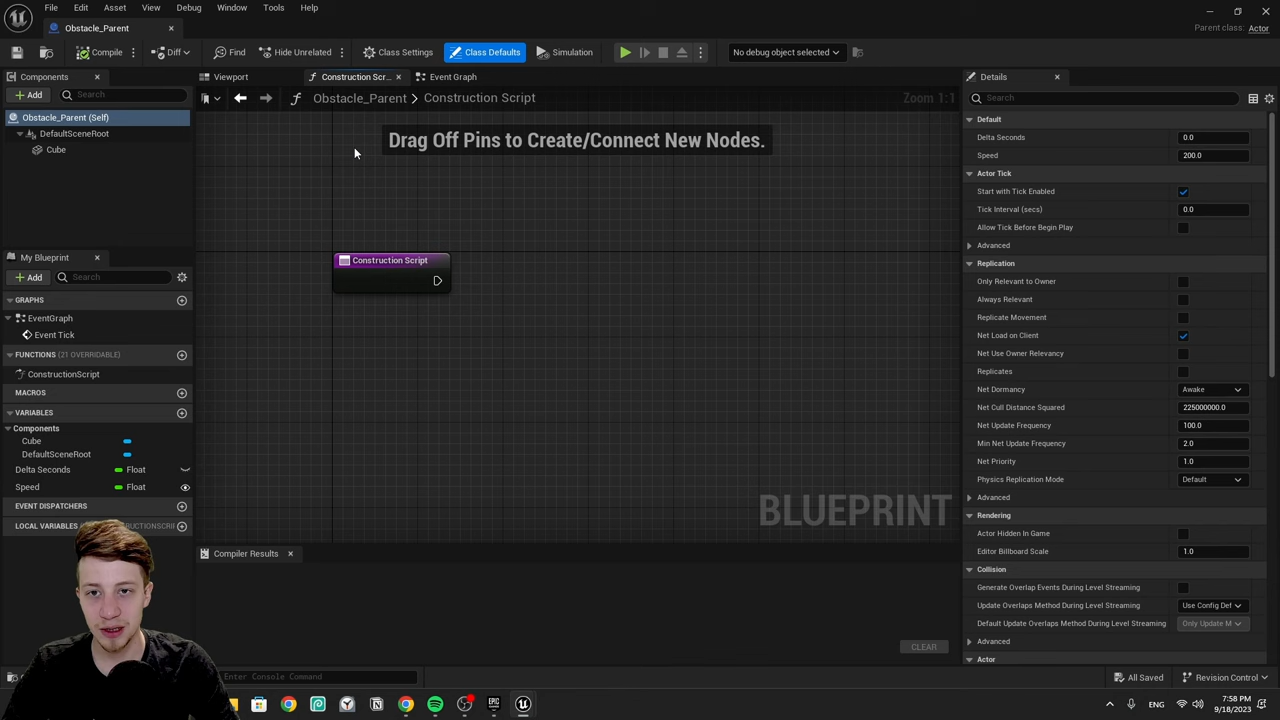 File Edit Asset View Debug Window Tools Help
Obstacle_Parent
Parent class: Actor
Compile Diff Find Hide Unrelated Class Settings Class Defaults Simulation No debug object selected
Components
Add Search
Obstacle_Parent (Self)
DefaultSceneRoot
Cube
My Blueprint
Add Search
GRAPHS
EventGraph
Event Tick
FUNCTIONS (21 OVERRIDABLE)
ConstructionScript
MACROS
VARIABLES
Components
Cube
DefaultSceneRoot
Delta Seconds Float
Speed Float
EVENT DISPATCHERS
LOCAL VARIABLES
Viewport Construction Scr... Event Graph
Obstacle_Parent > Construction Script Zoom 1:1
Drag Off Pins to Create/Connect New Nodes.
Construction Script
BLUEPRINT
Compiler Results
CLEAR
Details
Search
Default
Delta Seconds 0.0
Speed 200.0
Actor Tick
Start with Tick Enabled
Tick Interval (secs) 0.0
Allow Tick Before Begin Play
Advanced
Replication
Only Relevant to Owner
Always Relevant
Replicate Movement
Net Load on Client
Net Use Owner Relevancy
Replicates
Net Dormancy Awake
Net Cull Distance Squared 225000000.0
Net Update Frequency 100.0
Min Net Update Frequency 2.0
Net Priority 1.0
Physics Replication Mode Default
Advanced
Rendering
Actor Hidden In Game
Editor Billboard Scale 1.0
Collision
Generate Overlap Events During Level Streaming
Update Overlaps Method During Level Streaming Use Config Def
Default Update Overlaps Method During Level Streaming Only Update M
Advanced
Actor
Enter Console Command
All Saved Revision Control
ENG
7:58 PM
9/18/2023